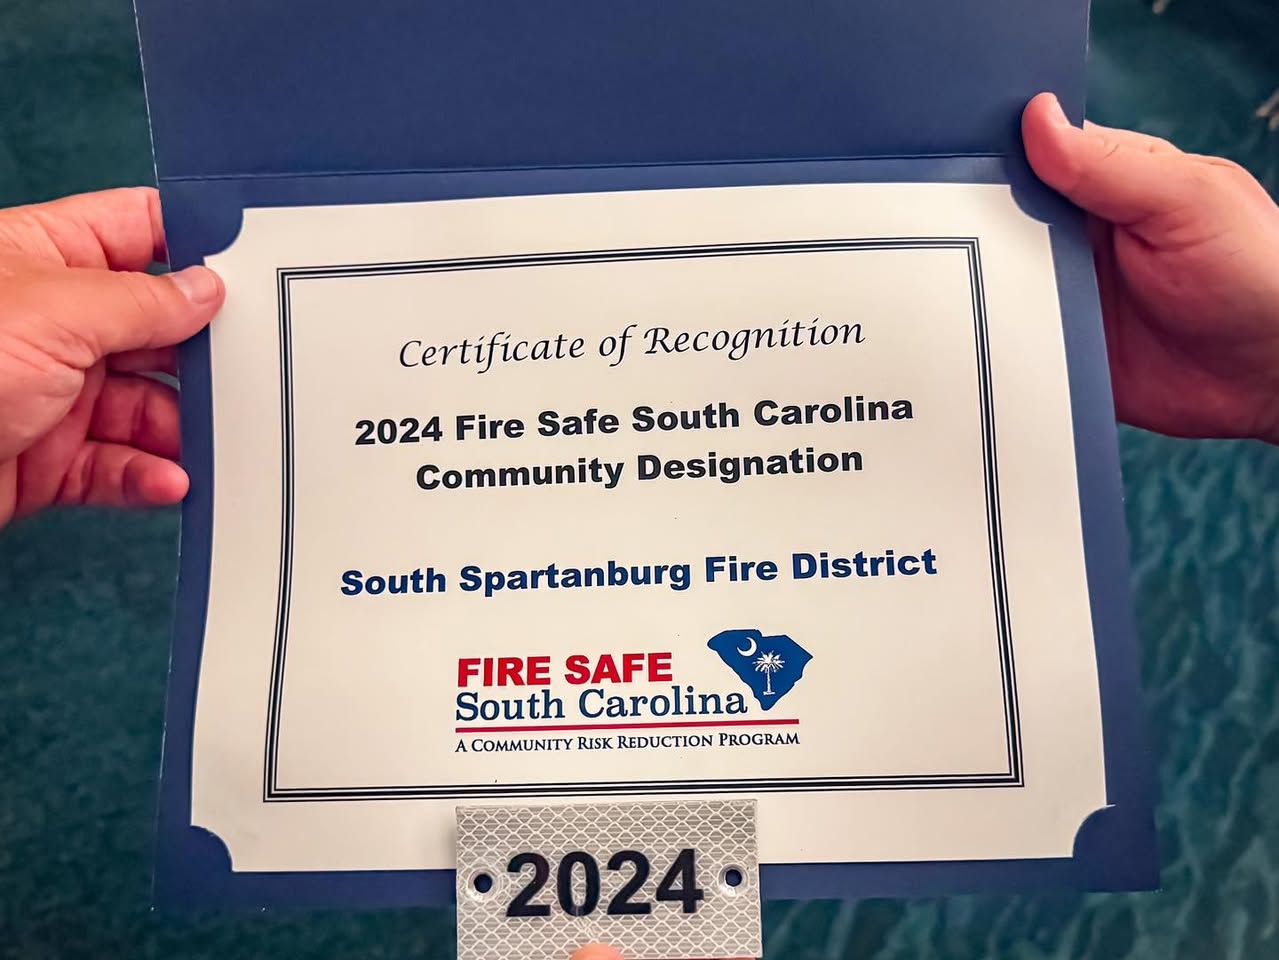 Certificate of Recognition
2024 Fire Safe South Carolina
Community Designation
South Spartanburg Fire District
FIRE SAFE
South Carolina
A COMMUNITY RISK REDUCTION PROGRAM
2024